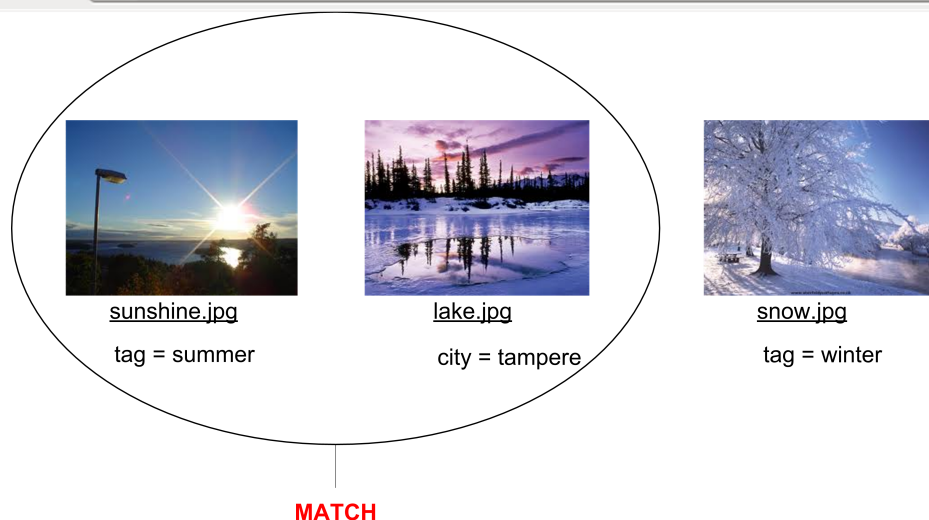 sunshine.jpg
lake.jpg
snow.jpg
tag = summer
city = tampere
tag = winter
MATCH